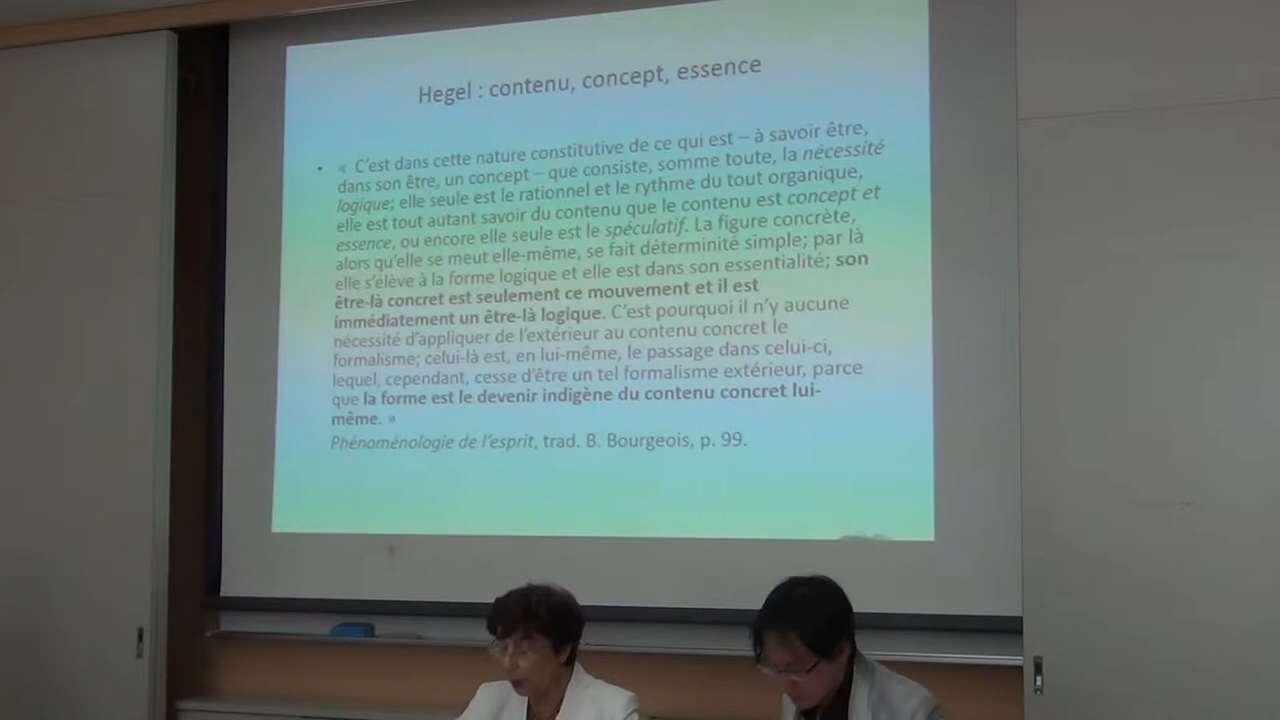 Hegel : contenu, concept, essence
• « C'est dans cette nature constitutive de ce qui est – à savoir être,
dans son être, un concept – que consiste, somme toute, la nécessité
logique; elle seule est le rationnel et le rythme du tout organique,
elle est tout autant savoir du contenu que le contenu est concept et
essence, ou encore elle seule est le spéculatif. La figure concrète,
alors qu'elle se meut elle-même, se fait déterminité simple; par là
elle s'élève à la forme logique et elle est dans son essentialité; son
être-là concret est seulement ce mouvement et il est
immédiatement un être-là logique. C'est pourquoi il n'y aucune
nécessité d'appliquer de l'extérieur au contenu concret le
formalisme; celui-là est, en lui-même, le passage dans celui-ci,
lequel, cependant, cesse d'être un tel formalisme extérieur, parce
que la forme est le devenir indigène du contenu concret lui-
même. »
Phénoménologie de l'esprit, trad. B. Bourgeois, p. 99.